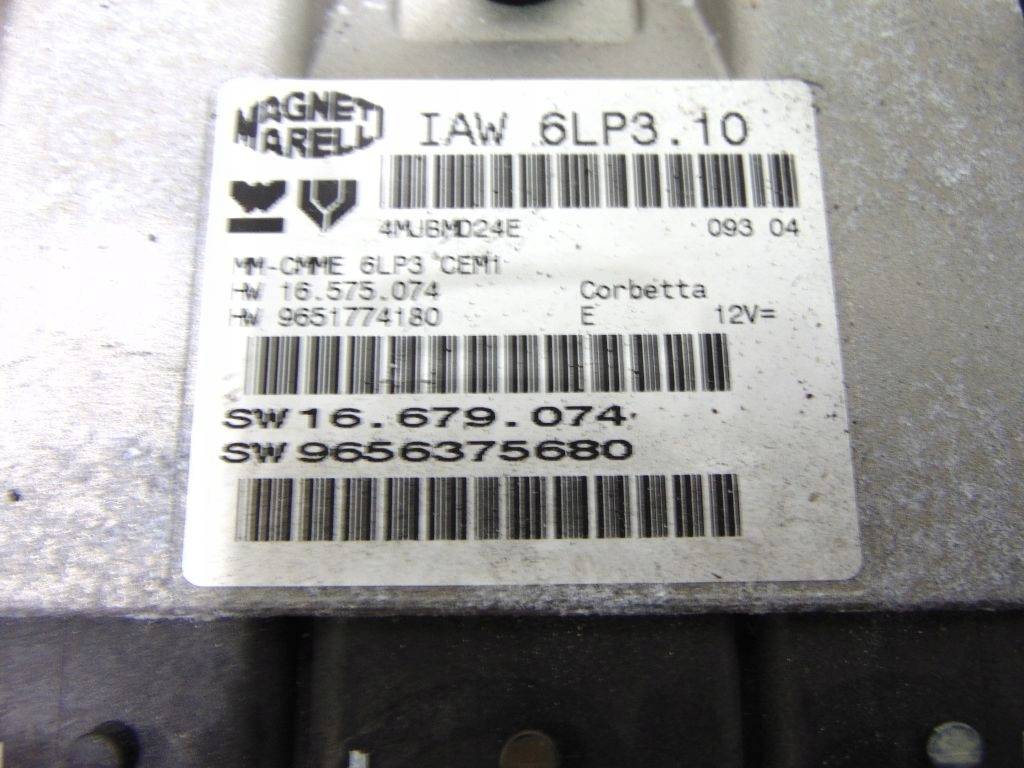 MAGNETI
MARELLI
IAW 6LP3.10
4MJBMD24E 093 04
MM-CMME 6LP3 CEM1
HW 16.575.074 Corbetta
HW 9651774180 E 12V=
SW 16.679.074
SW 9656375680